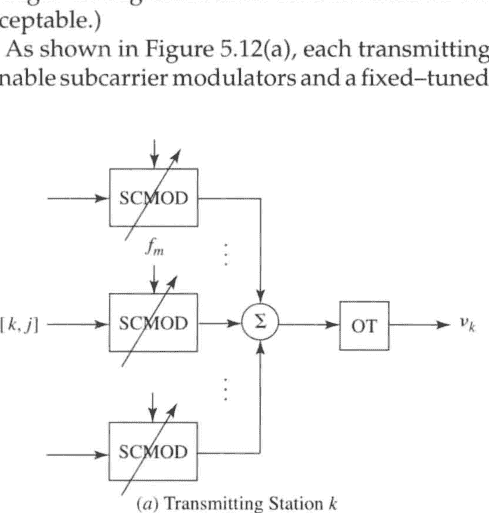 ceptable.)
As shown in Figure 5.12(a), each transmitting
nable subcarrier modulators and a fixed–tuned
SCMOD
f_m
[k, j]
SCMOD
Σ
OT
ν_k
SCMOD
(a) Transmitting Station k